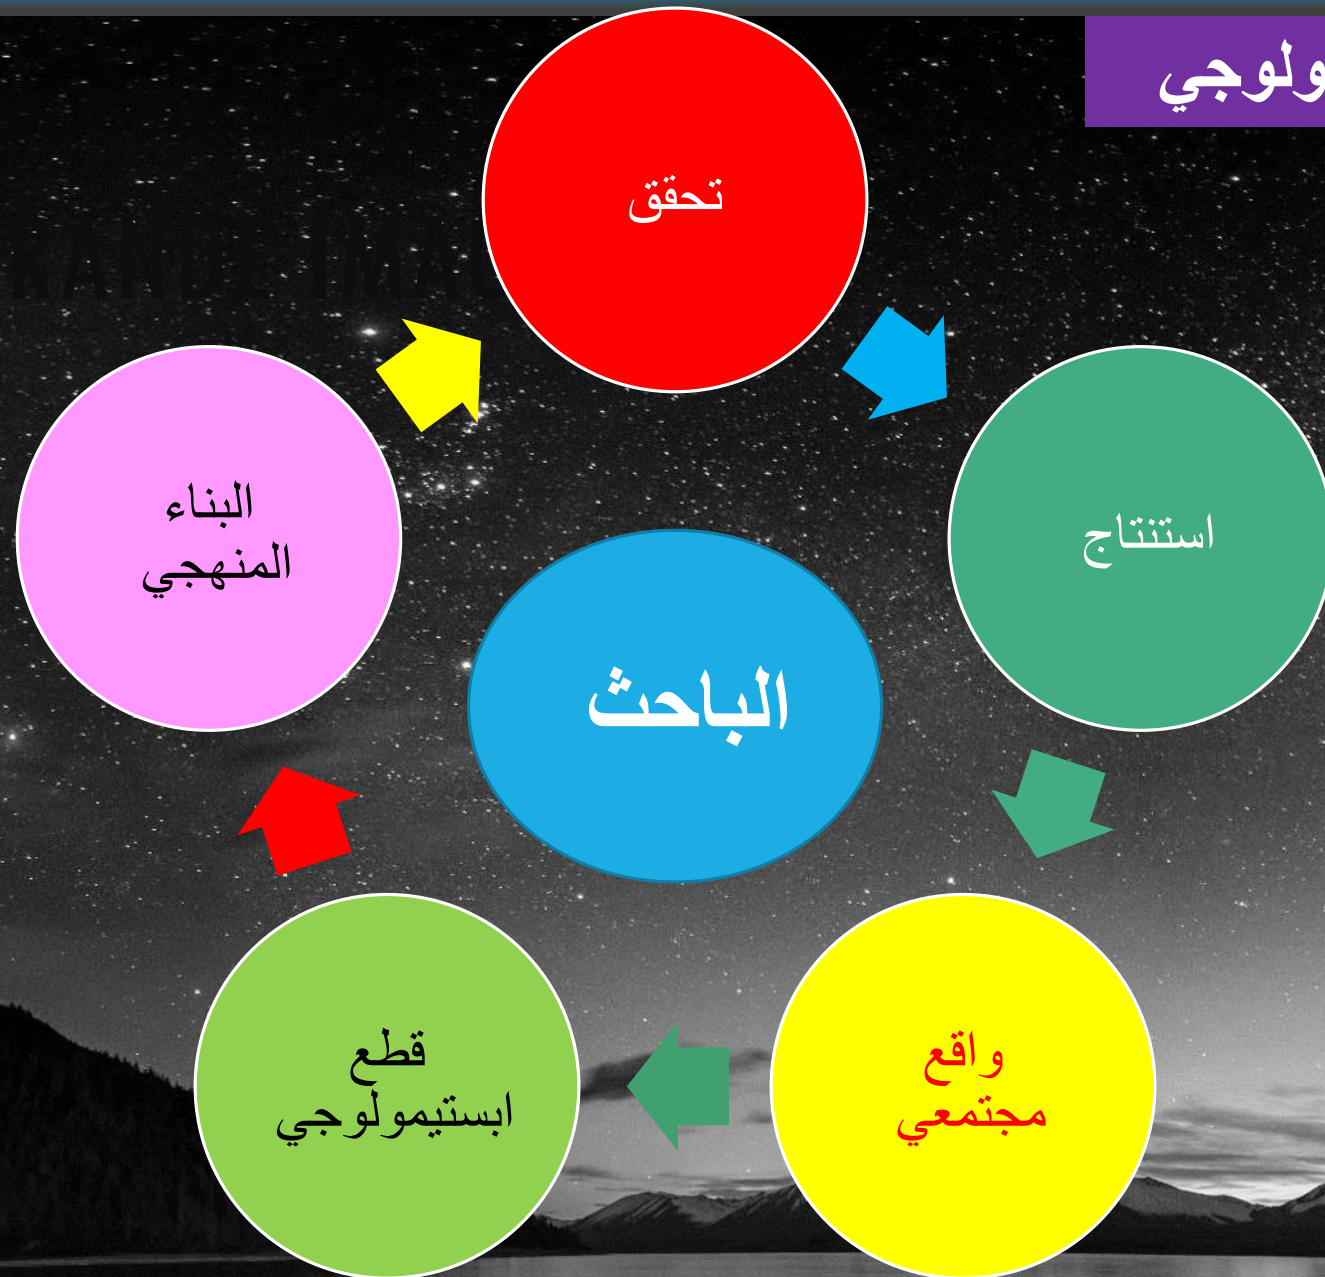 ولوجي
تحقق
استنتاج
البناء
المنهجي
الباحث
واقع
مجتمعي
قطع
ابستيمولوجي